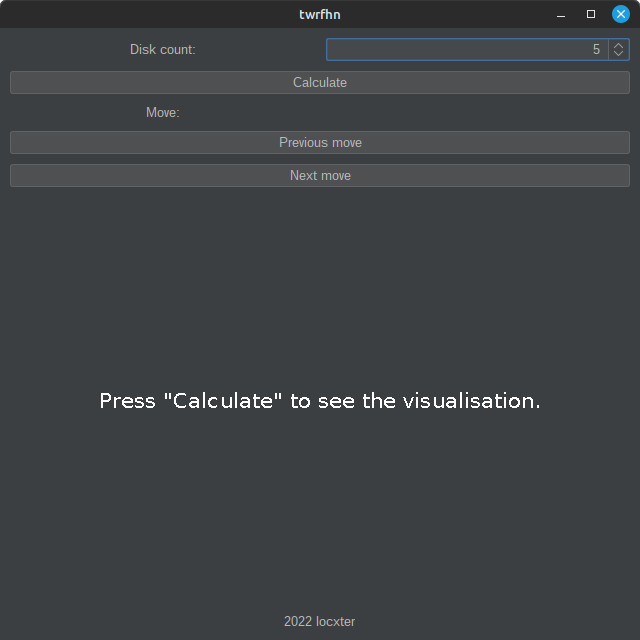 twrfhn
Disk count: 5
Calculate
Move:
Previous move
Next move
Press "Calculate" to see the visualisation.
2022 locxter